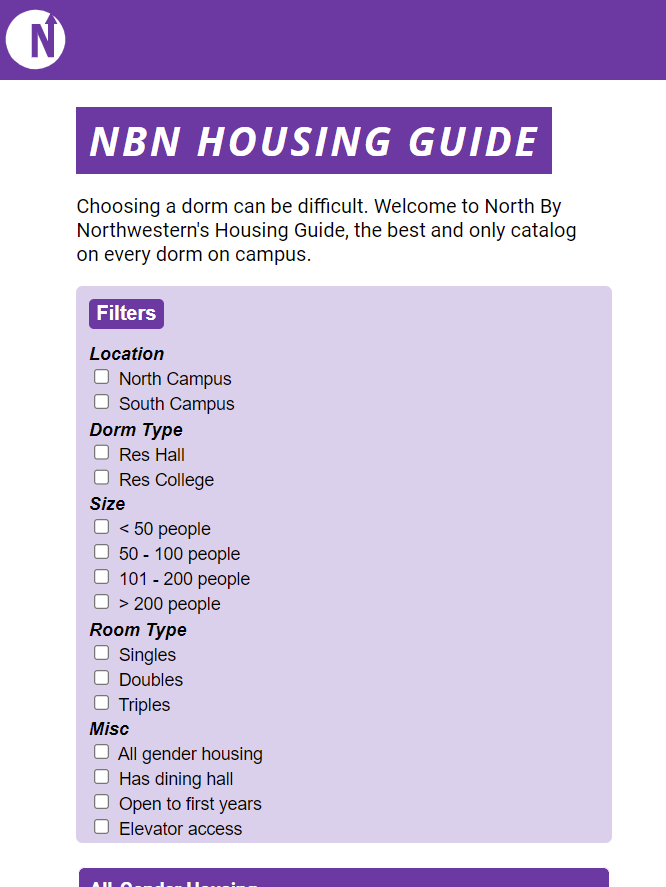 N
NBN HOUSING GUIDE
Choosing a dorm can be difficult. Welcome to North By
Northwestern's Housing Guide, the best and only catalog
on every dorm on campus.
Filters
Location
North Campus
South Campus
Dorm Type
Res Hall
Res College
Size
< 50 people
50 - 100 people
101 - 200 people
> 200 people
Room Type
Singles
Doubles
Triples
Misc
All gender housing
Has dining hall
Open to first years
Elevator access
All-Gender Housing